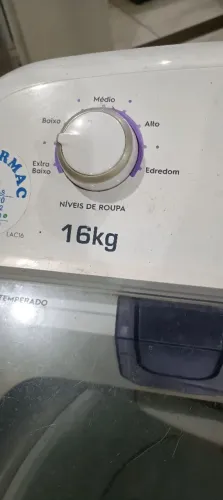 Médio
Baixo
Alto
Extra
Baixo
Edredom
NÍVEIS DE ROUPA
16kg
LAC16
TEMPERADO